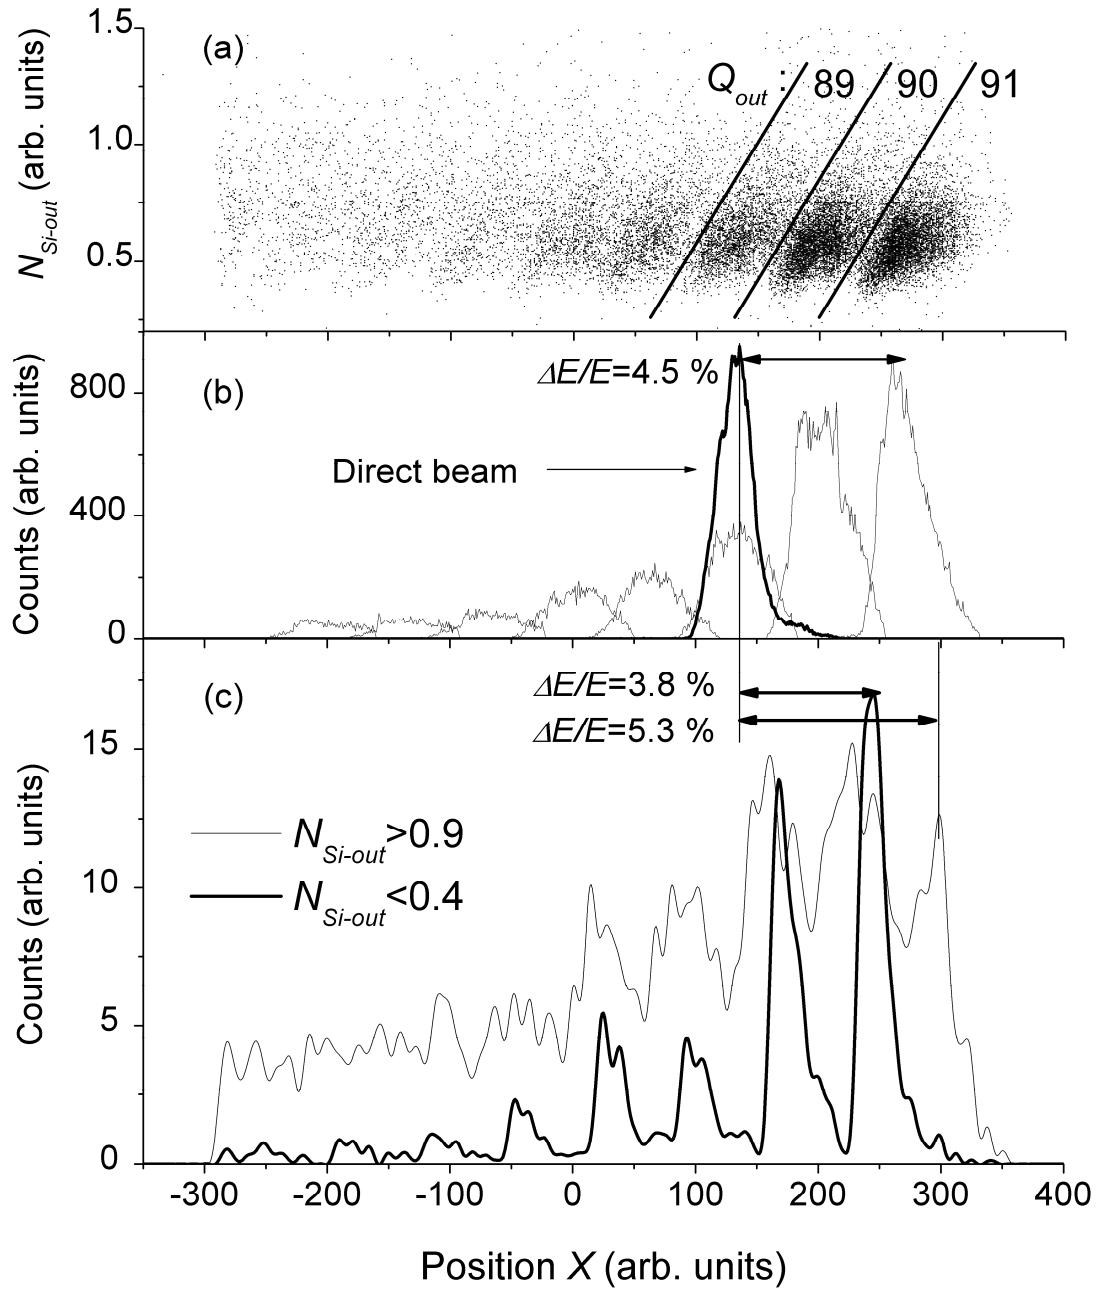 (a)
Q_out : 89 90 91
N_Si-out (arb. units)
1.5
1.0
0.5
(b)
ΔE/E=4.5 %
Direct beam
Counts (arb. units)
800
400
0
(c)
ΔE/E=3.8 %
ΔE/E=5.3 %
N_Si-out>0.9
N_Si-out<0.4
Counts (arb. units)
15
10
5
0
-300 -200 -100 0 100 200 300 400
Position X (arb. units)